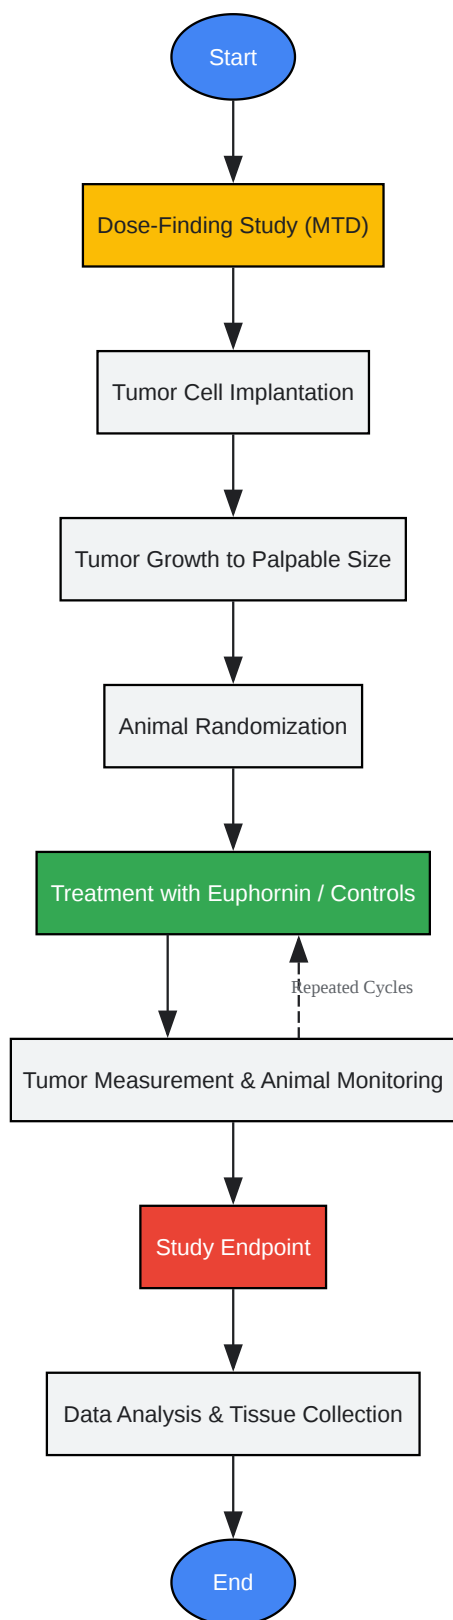 Start
Dose-Finding Study (MTD)
Tumor Cell Implantation
Tumor Growth to Palpable Size
Animal Randomization
Treatment with Euphornin / Controls
Repeated Cycles
Tumor Measurement & Animal Monitoring
Study Endpoint
Data Analysis & Tissue Collection
End